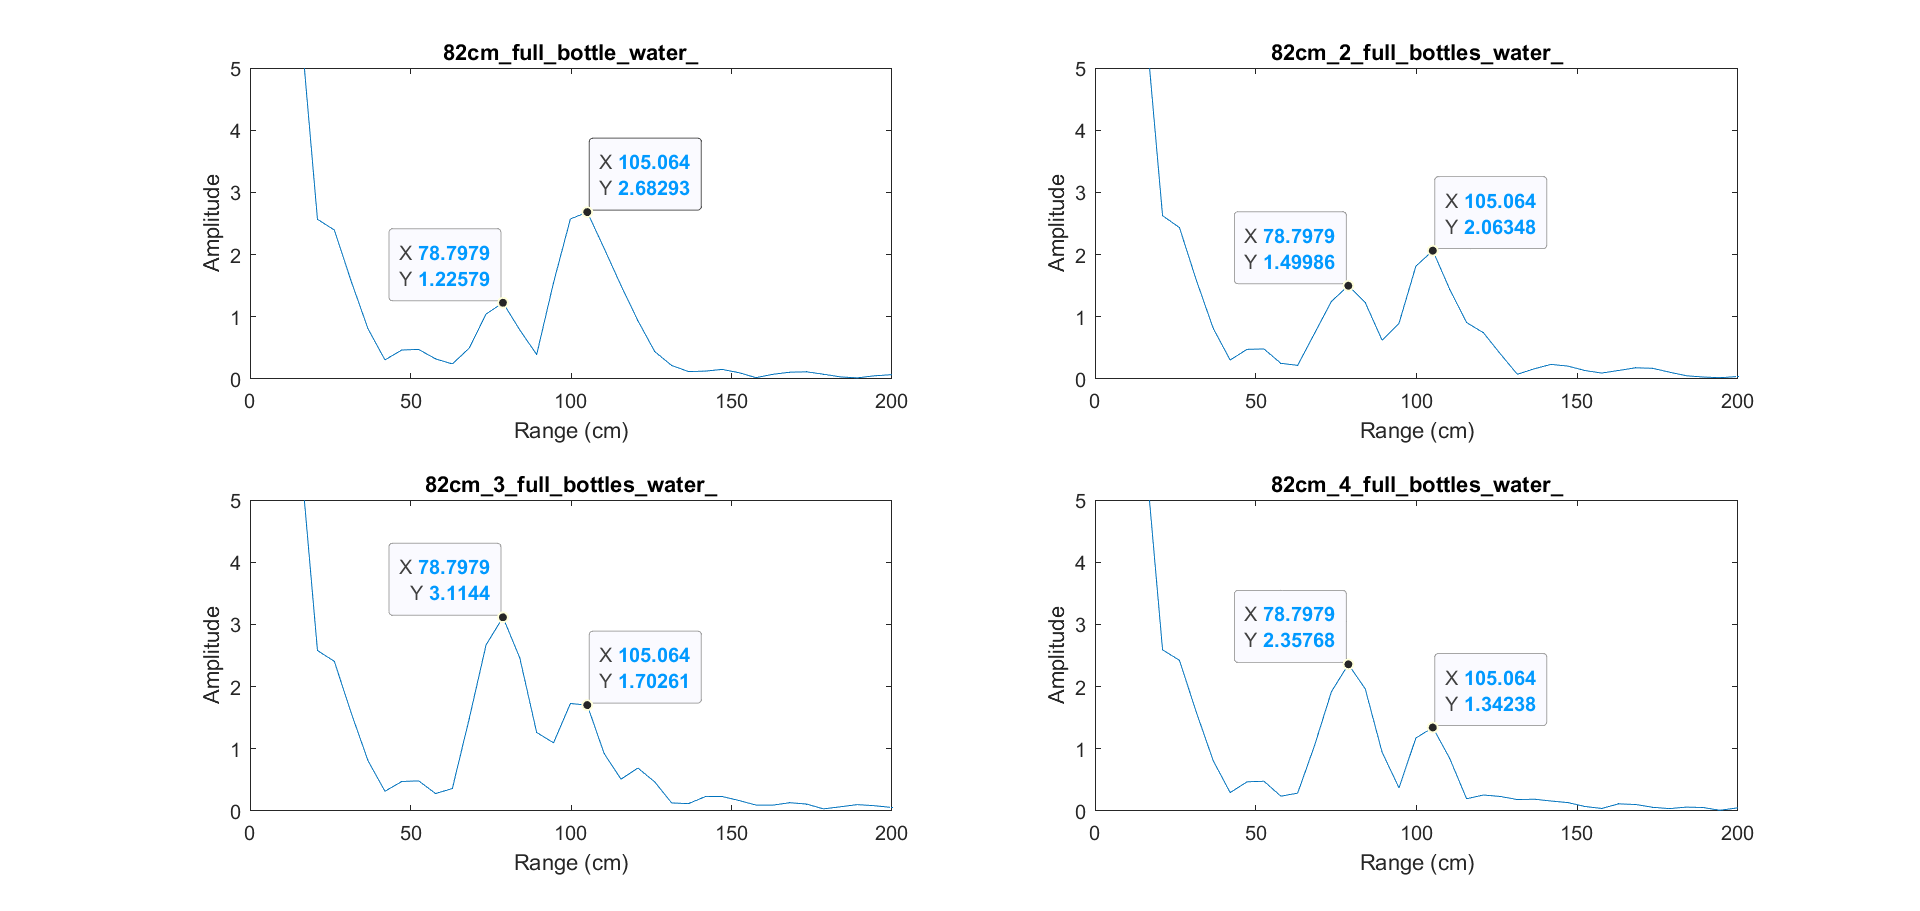 82cm_full_bottle_water_
5
4
3
2
1
0
Amplitude
X 78.7979
Y 1.22579
X 105.064
Y 2.68293
0 50 100 150 200
Range (cm)
82cm_2_full_bottles_water_
5
4
3
2
1
0
Amplitude
X 78.7979
Y 1.49986
X 105.064
Y 2.06348
0 50 100 150 200
Range (cm)
82cm_3_full_bottles_water_
5
4
3
2
1
0
Amplitude
X 78.7979
Y 3.1144
X 105.064
Y 1.70261
0 50 100 150 200
Range (cm)
82cm_4_full_bottles_water_
5
4
3
2
1
0
Amplitude
X 78.7979
Y 2.35768
X 105.064
Y 1.34238
0 50 100 150 200
Range (cm)